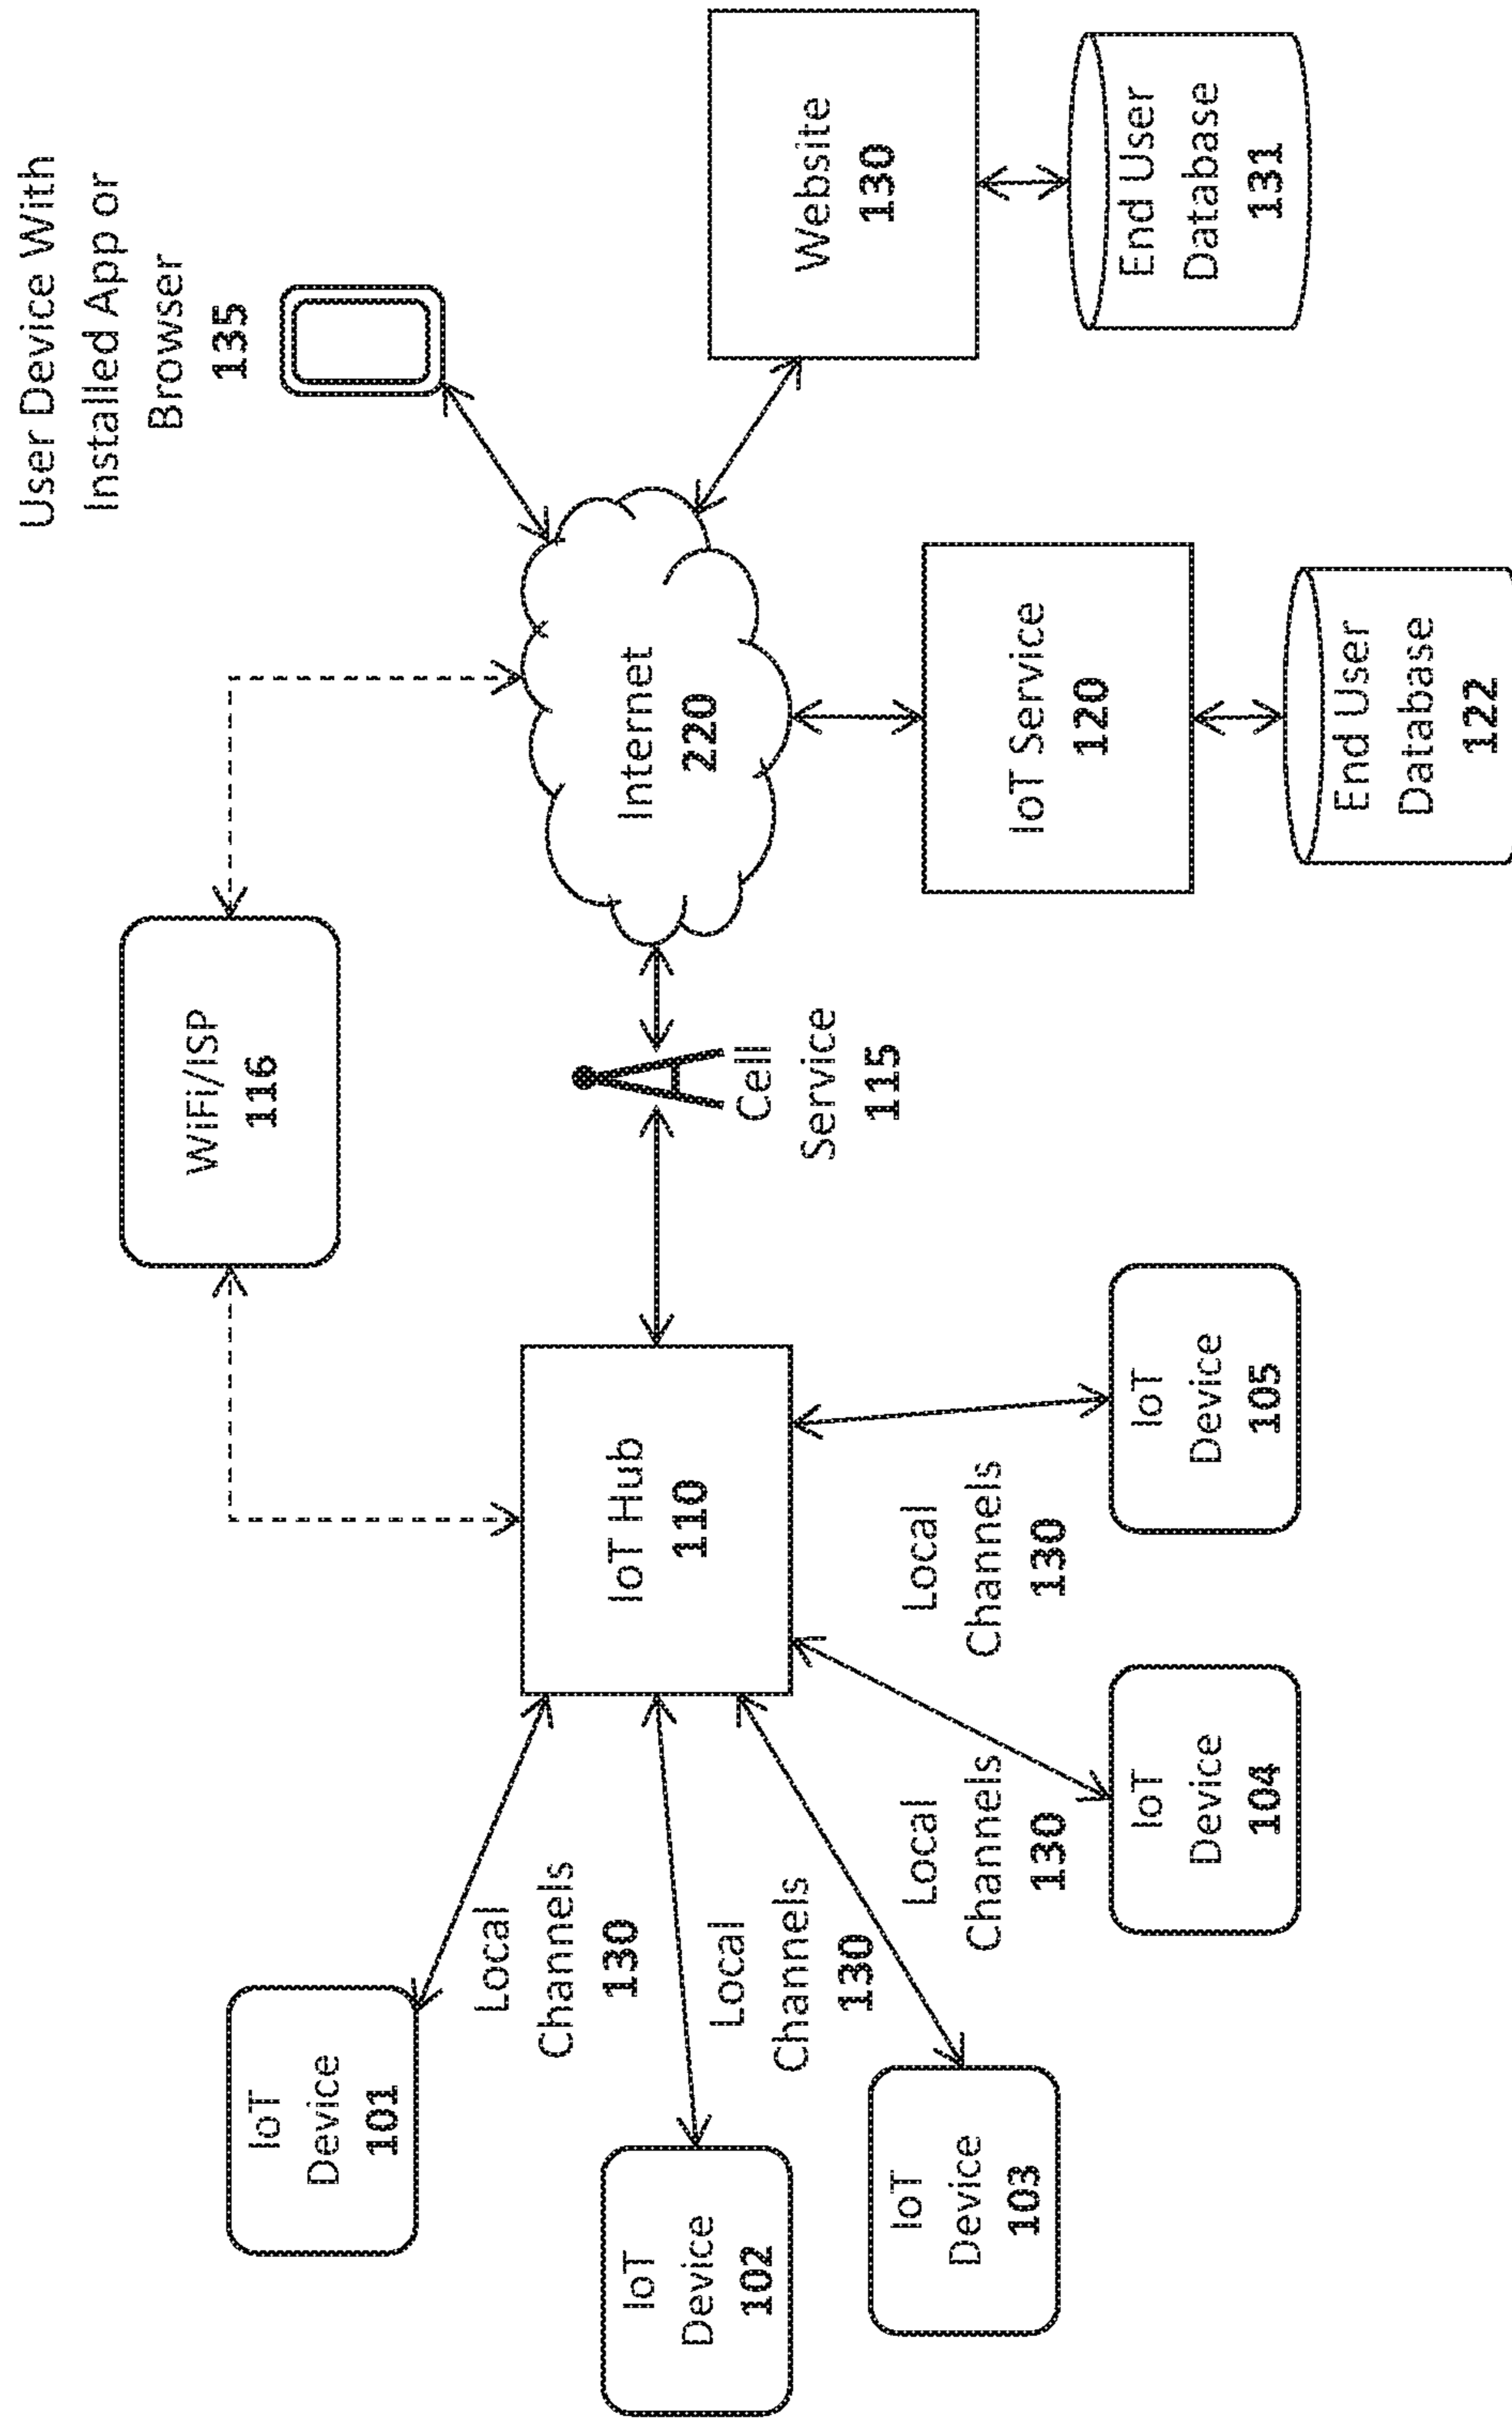 User Device With
Installed App or
Browser
135
WiFi/ISP
116
IoT
Device
101
Local
Channels
130
IoT
Device
102
Local
Channels
130
IoT
Device
103
IoT Hub
110
Cell
Service
115
Internet
220
Website
130
End User
Database
131
IoT Service
120
End User
Database
122
Local
Channels
130
IoT
Device
104
Local
Channels
130
IoT
Device
105